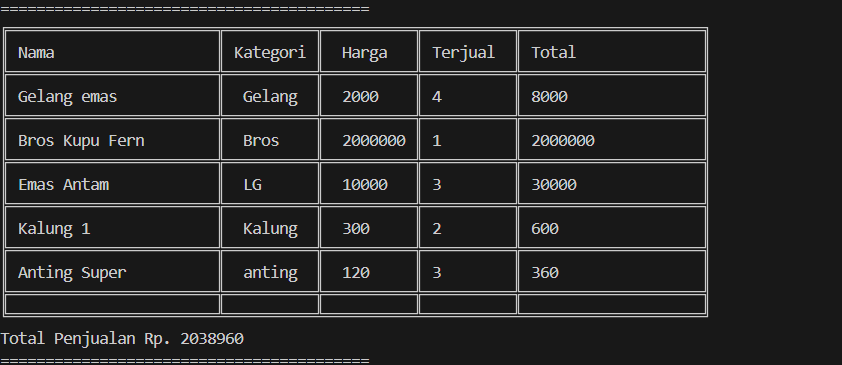 =========================================
Nama Kategori Harga Terjual Total
Gelang emas Gelang 2000 4 8000
Bros Kupu Fern Bros 2000000 1 2000000
Emas Antam LG 10000 3 30000
Kalung 1 Kalung 300 2 600
Anting Super anting 120 3 360
Total Penjualan Rp. 2038960
=========================================